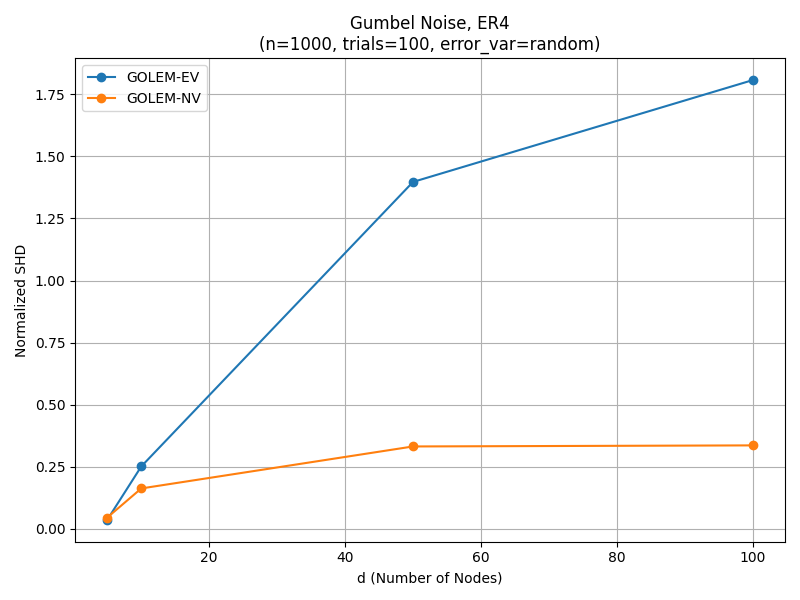 Gumbel Noise, ER4
(n=1000, trials=100, error_var=random)
GOLEM-EV
GOLEM-NV
Normalized SHD
1.75
1.50
1.25
1.00
0.75
0.50
0.25
0.00
20
40
60
80
100
d (Number of Nodes)